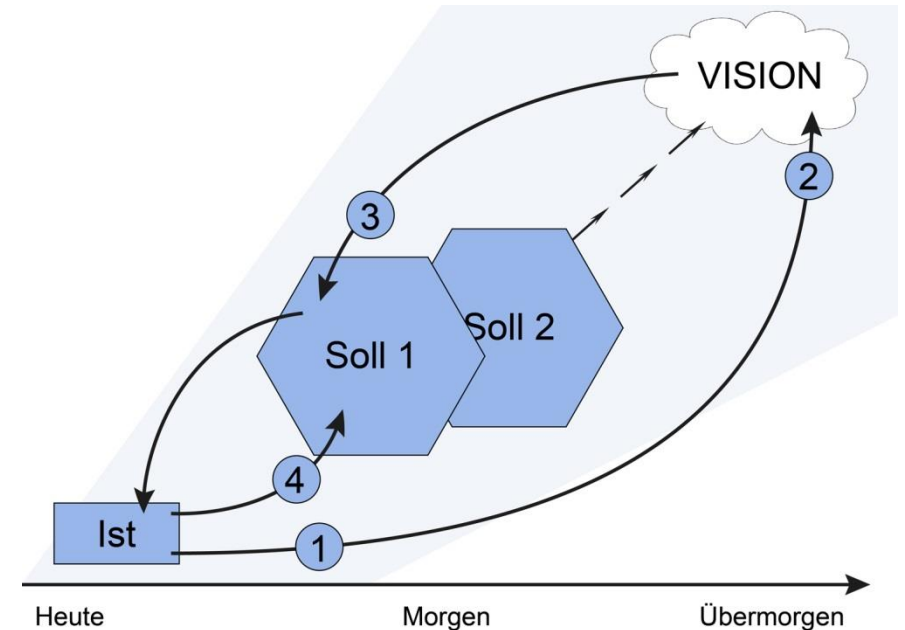 VISION
2
3
Soll 2
Soll 1
4
Ist
1
Heute
Morgen
Übermorgen